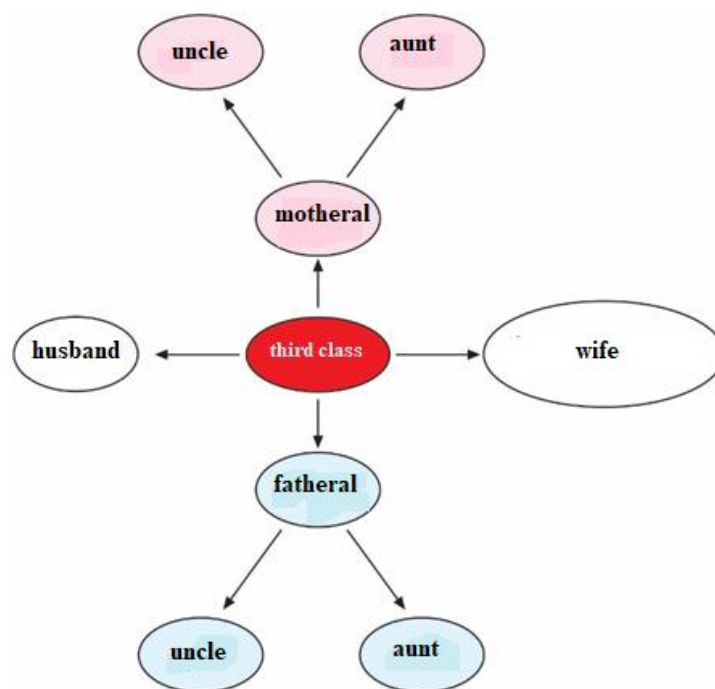 uncle
aunt
motheral
husband
third class
wife
fatheral
uncle
aunt